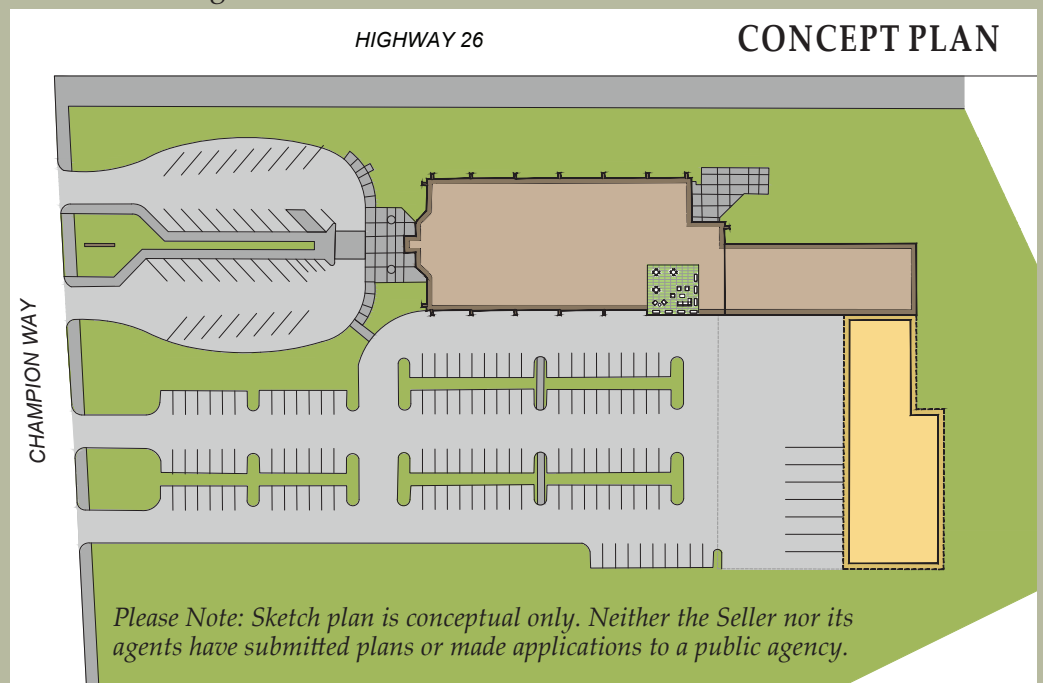 HIGHWAY 26
CONCEPT PLAN
CHAMPION WAY
Please Note: Sketch plan is conceptual only. Neither the Seller nor its
agents have submitted plans or made applications to a public agency.